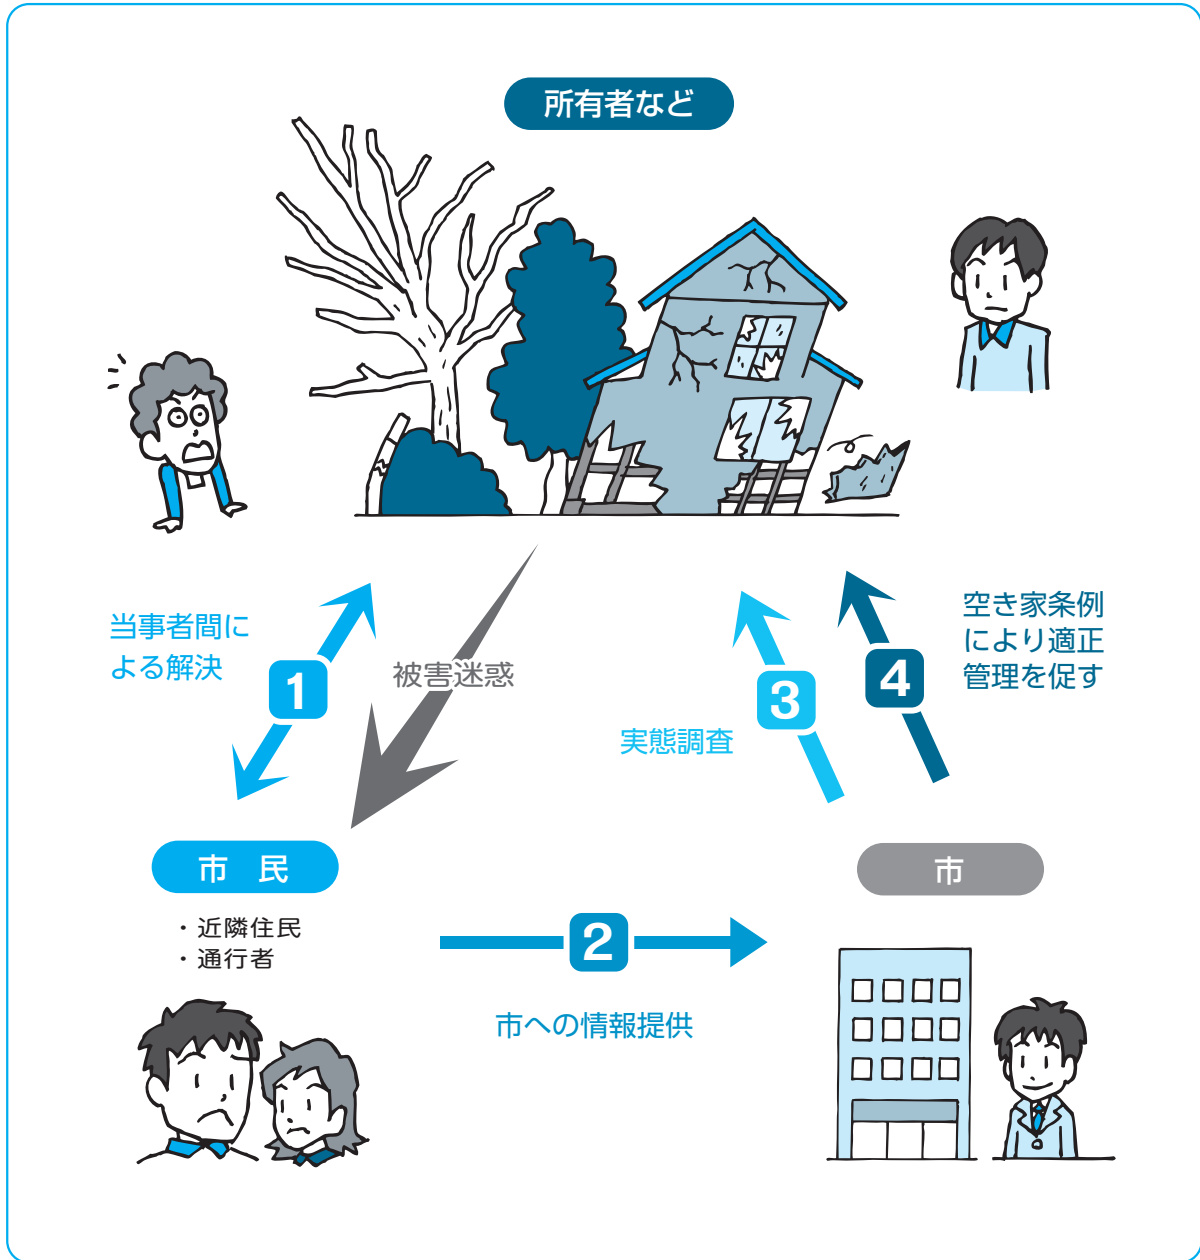 所有者など
当事者間に
よる解決
1
被害迷惑
3
実態調査
4
空き家条例
により適正
管理を促す
市 民
・近隣住民
・通行者
2
市への情報提供
市